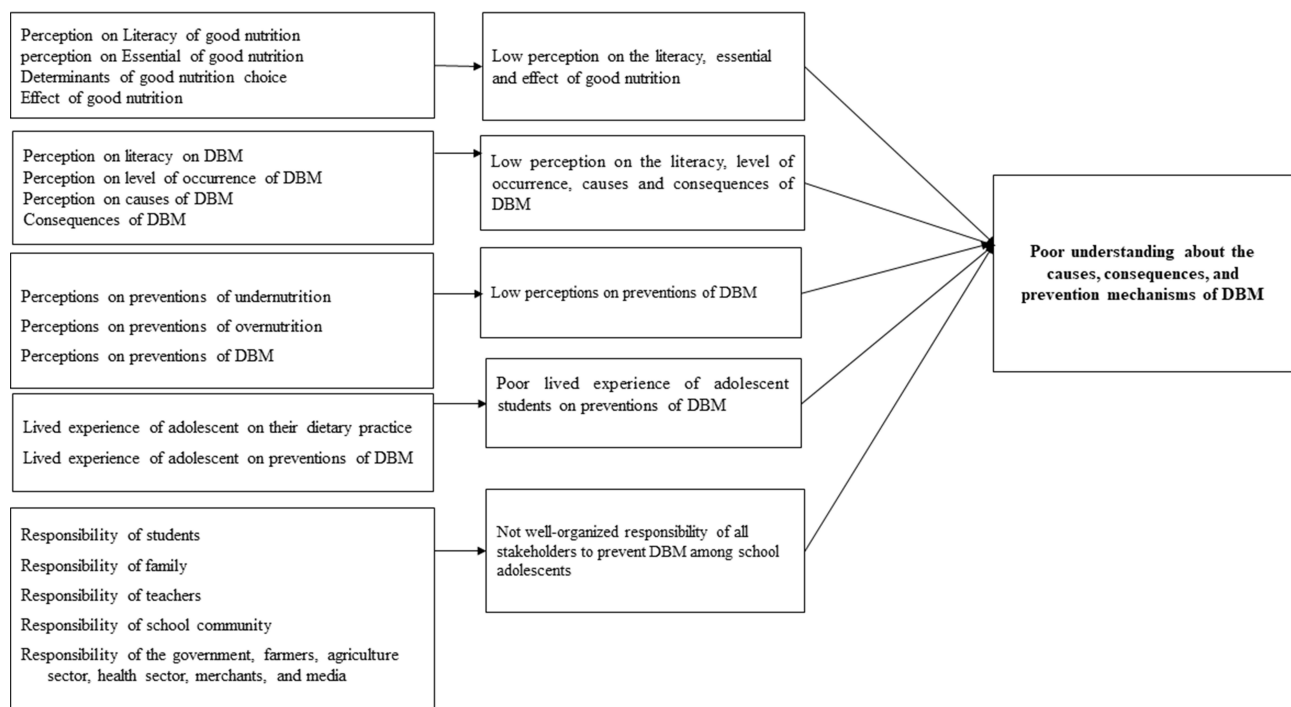 Perception on Literacy of good nutrition
perception on Essential of good nutrition
Determinants of good nutrition choice
Effect of good nutrition
Low perception on the literacy, essential
and effect of good nutrition
Perception on literacy on DBM
Perception on level of occurrence of DBM
Perception on causes of DBM
Consequences of DBM
Low perception on the literacy, level of
occurrence, causes and consequences of
DBM
Perceptions on preventions of undernutrition
Perceptions on preventions of overnutrition
Perceptions on preventions of DBM
Low perceptions on preventions of DBM
Lived experience of adolescent on their dietary practice
Lived experience of adolescent on preventions of DBM
Poor lived experience of adolescent
students on preventions of DBM
Responsibility of students
Responsibility of family
Responsibility of teachers
Responsibility of school community
Responsibility of the government, farmers, agriculture
sector, health sector, merchants, and media
Not well-organized responsibility of all
stakeholders to prevent DBM among school
adolescents
Poor understanding about the
causes, consequences, and
prevention mechanisms of DBM